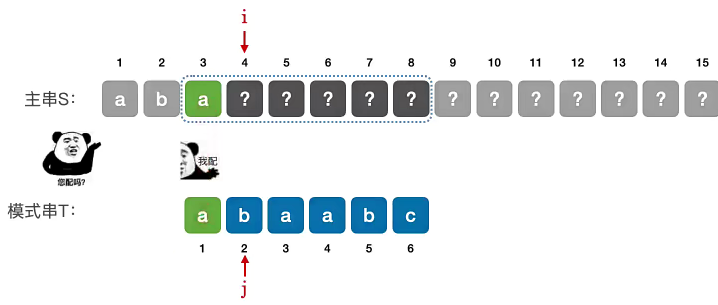 i
1 2 3 4 5 6 7 8 9 10 11 12 13 14 15
主串S: a b a ? ? ? ? ? ? ? ? ? ? ? ?
我配
您配吗?
模式串T: a b a a b c
1 2 3 4 5 6
j